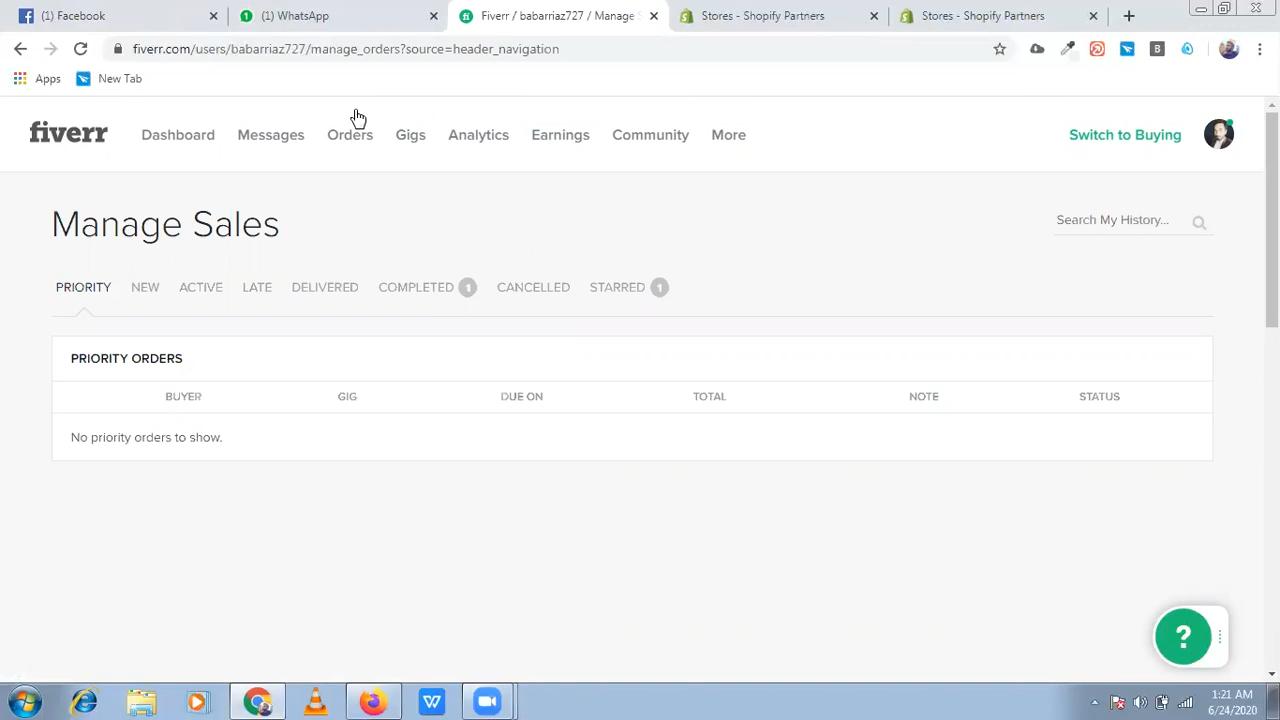 (1) Facebook
(1) WhatsApp
Fiverr / babarriaz727 / Manage S
Stores - Shopify Partners
Stores - Shopify Partners
fiverr.com/users/babarriaz727/manage_orders?source=header_navigation
Apps
New Tab
fiverr
Dashboard
Messages
Orders
Gigs
Analytics
Earnings
Community
More
Switch to Buying
Manage Sales
Search My History...
PRIORITY
NEW
ACTIVE
LATE
DELIVERED
COMPLETED 1
CANCELLED
STARRED 1
PRIORITY ORDERS
BUYER
GIG
DUE ON
TOTAL
NOTE
STATUS
No priority orders to show.
?
1:21 AM
6/24/2020